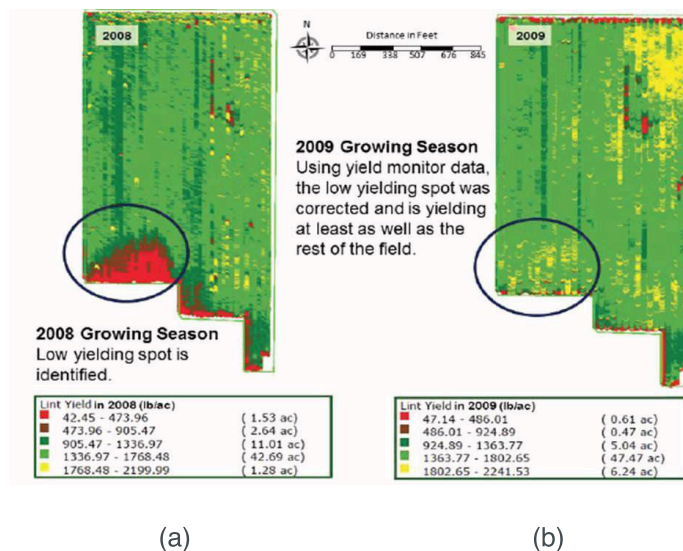 2008
N
Distance in Feet
0 169 338 507 676 845
2009
2009 Growing Season
Using yield monitor data,
the low yielding spot was
corrected and is yielding
at least as well as the
rest of the field.
2008 Growing Season
Low yielding spot is
identified.
Lint Yield in 2008 (lb/ac)
42.45 - 473.96 ( 1.53 ac)
473.96 - 905.47 ( 2.64 ac)
905.47 - 1336.97 ( 11.01 ac)
1336.97 - 1768.48 ( 42.69 ac)
1768.48 - 2199.99 ( 1.28 ac)
Lint Yield in 2009 (lb/ac)
47.14 - 486.01 ( 0.61 ac)
486.01 - 924.89 ( 0.47 ac)
924.89 - 1363.77 ( 5.04 ac)
1363.77 - 1802.65 ( 47.47 ac)
1802.65 - 2241.53 ( 6.24 ac)
(a)
(b)